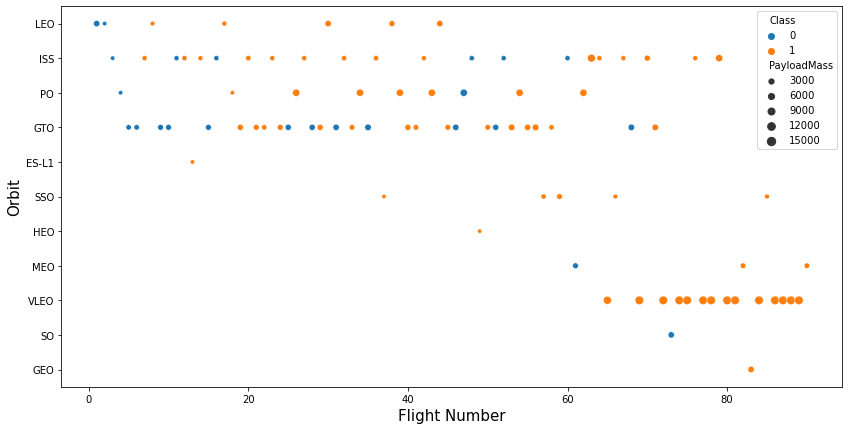 LEO
ISS
PO
GTO
ES-L1
SSO
HEO
MEO
VLEO
SO
GEO
Orbit
0
20
40
60
80
Flight Number
Class
0
1
PayloadMass
3000
6000
9000
12000
15000